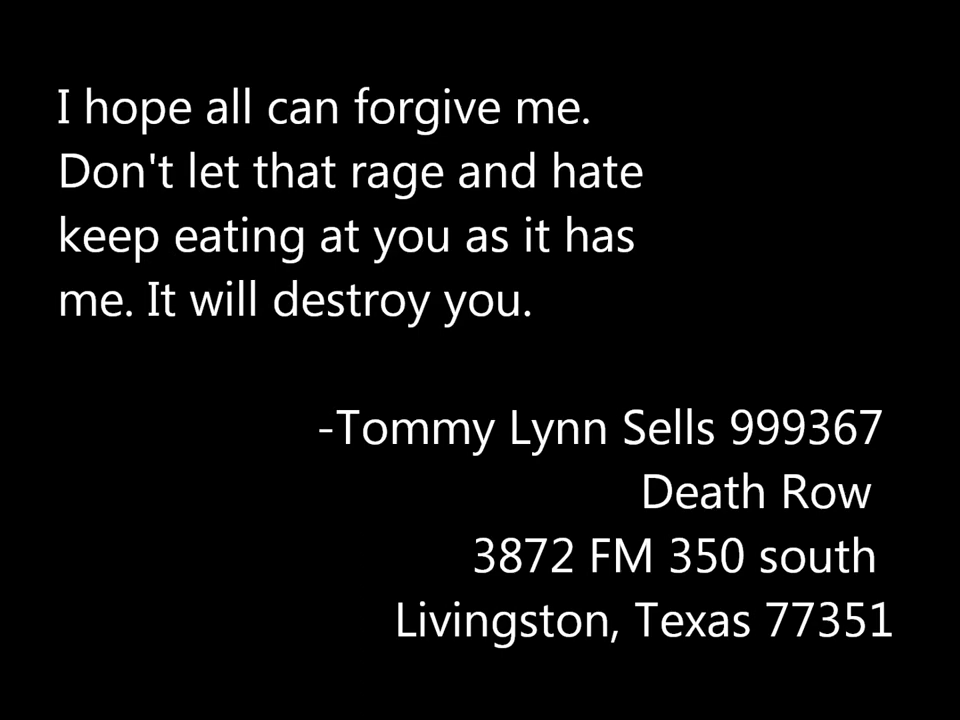 I hope all can forgive me.
Don't let that rage and hate
keep eating at you as it has
me. It will destroy you.
-Tommy Lynn Sells 999367
Death Row
3872 FM 350 south
Livingston, Texas 77351